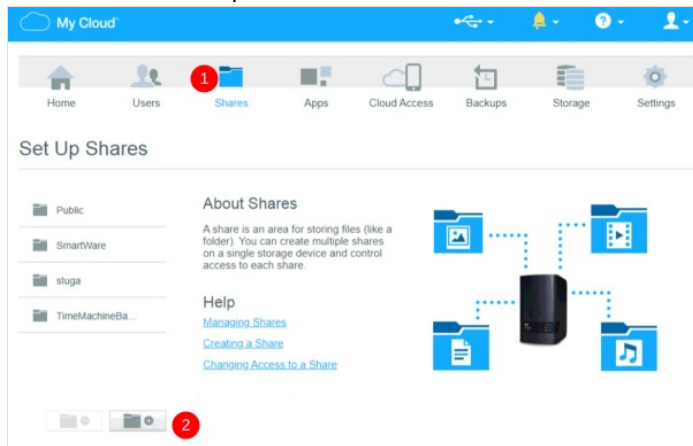 My Cloud
?
1
Home Users Shares Apps Cloud Access Backups Storage Settings
Set Up Shares
Public
SmartWare
stuga
TimeMachineBa...
About Shares
A share is an area for storing files (like a
folder). You can create multiple shares
on a single storage device and control
access to each share.
Help
Managing Shares
Creating a Share
Changing Access to a Share
2